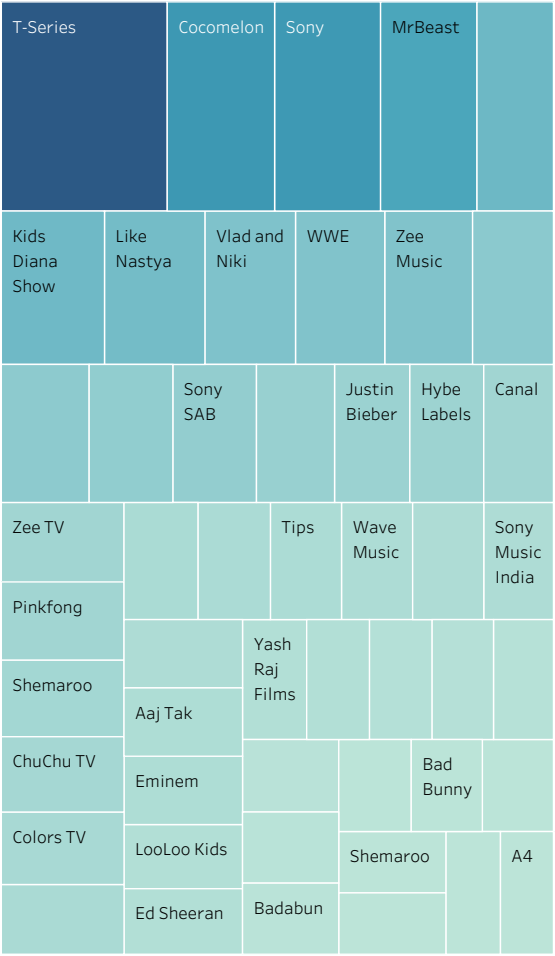 T-Series
Cocomelon
Sony
MrBeast
Kids
Diana
Show
Like
Nastya
Vlad and
Niki
WWE
Zee
Music
Sony
SAB
Justin
Bieber
Hybe
Labels
Canal
Zee TV
Tips
Wave
Music
Sony
Music
India
Pinkfong
Shemaroo
ChuChu TV
Colors TV
Aaj Tak
Eminem
LooLoo Kids
Ed Sheeran
Yash
Raj
Films
Badabun
Bad
Bunny
Shemaroo
A4